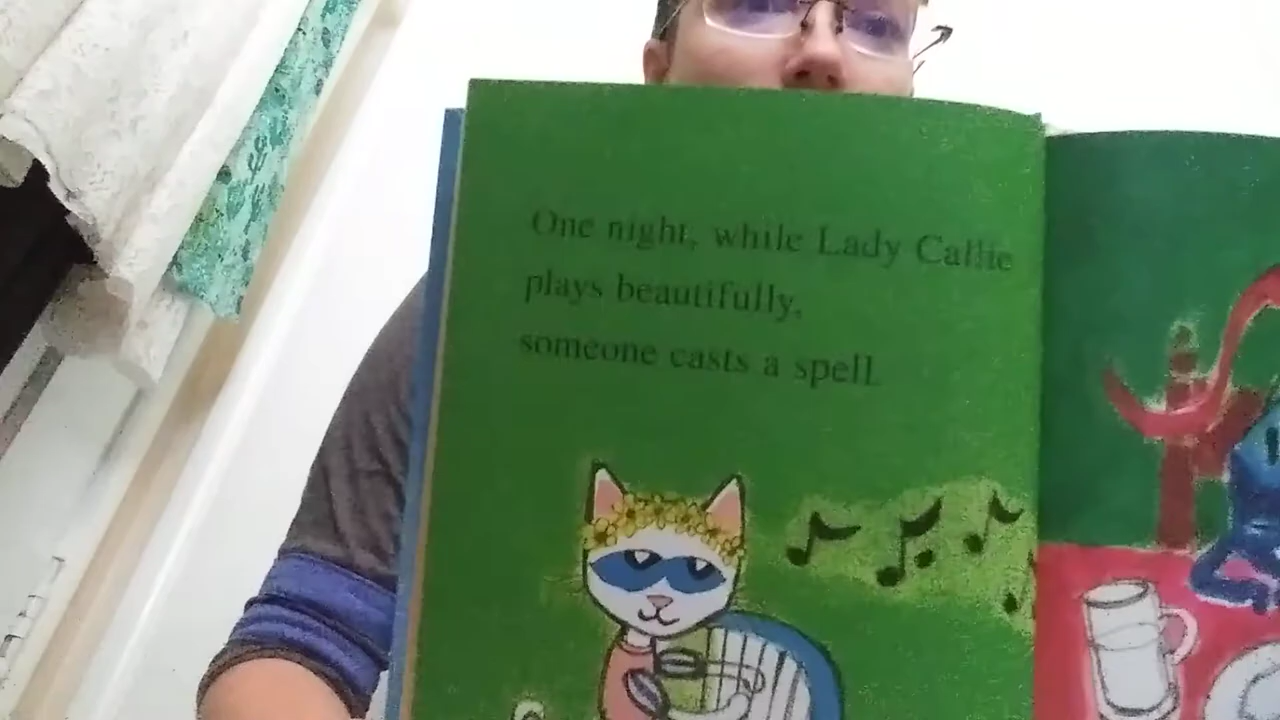 One night, while Lady Callie
plays beautifully,
someone casts a spell.